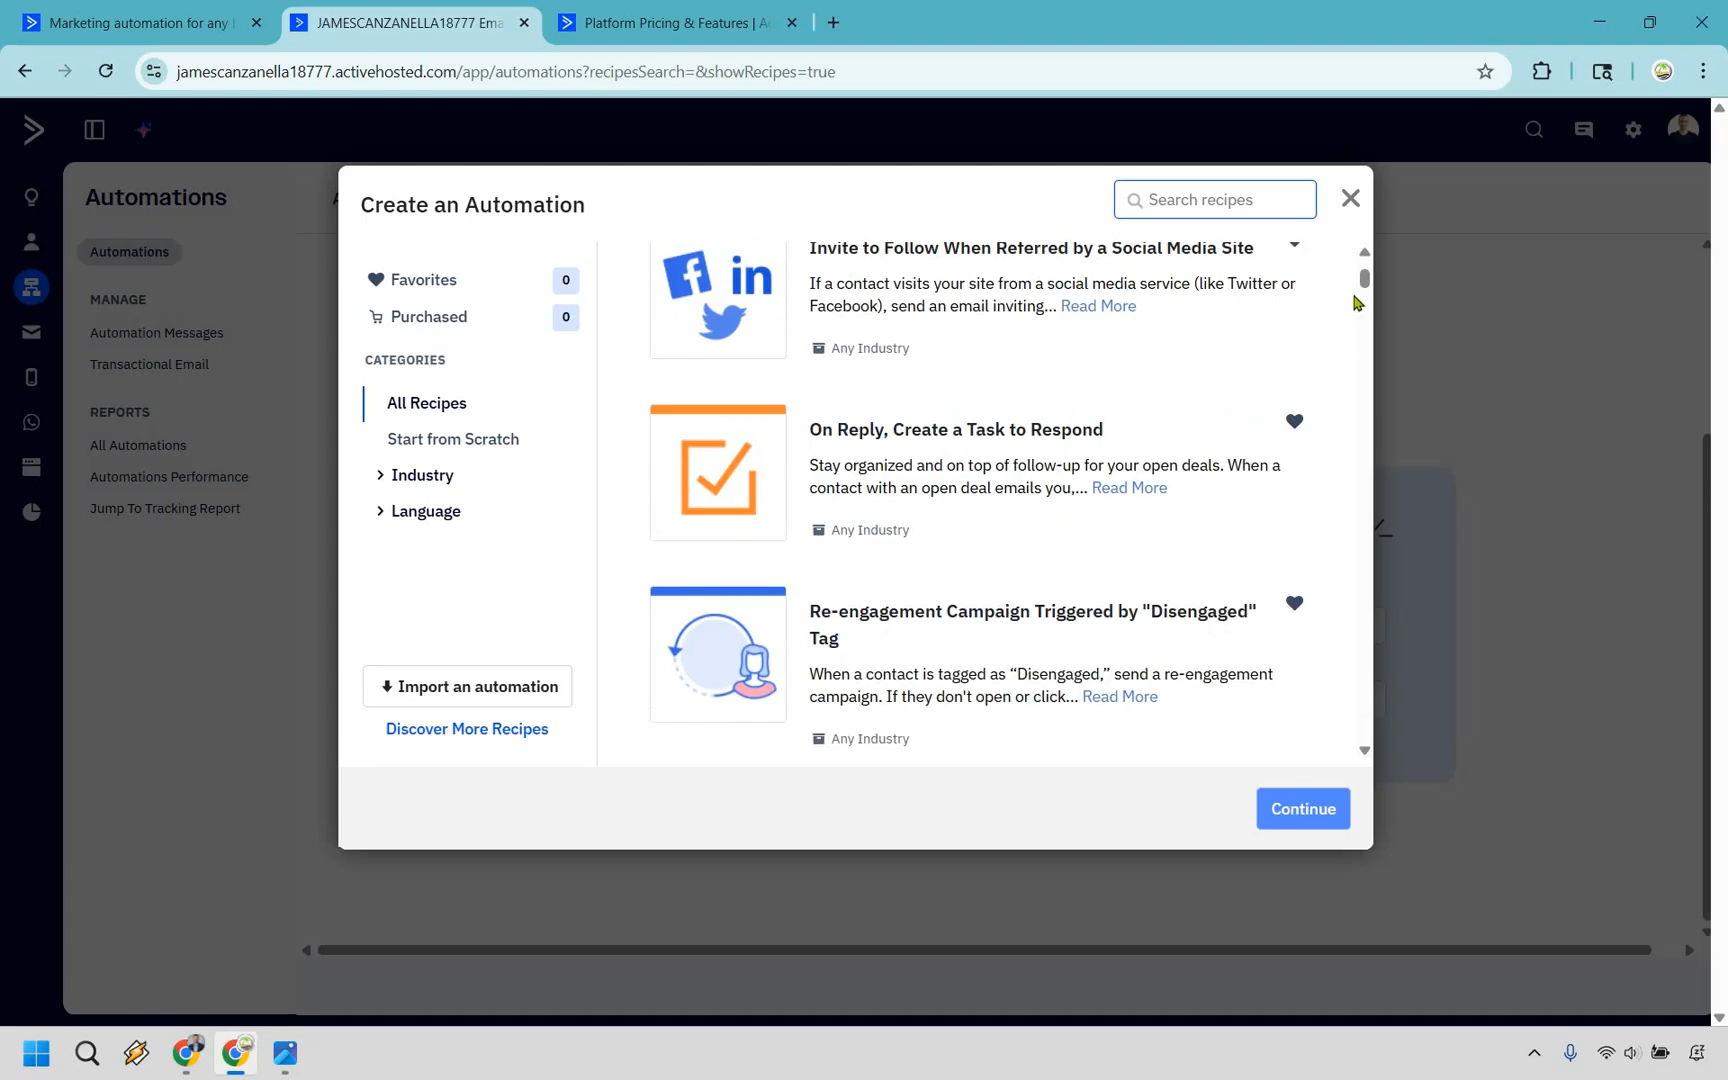 Marketing automation for any
JAMESCANZANELLA18777 Ema
Platform Pricing & Features | A
jamescanzanella18777.activehosted.com/app/automations?recipesSearch=&showRecipes=true
Automations
Automations
MANAGE
Automation Messages
Transactional Email
REPORTS
All Automations
Automations Performance
Jump To Tracking Report
Create an Automation
Search recipes
Favorites
0
Purchased
0
CATEGORIES
All Recipes
Start from Scratch
Industry
Language
Import an automation
Discover More Recipes
Invite to Follow When Referred by a Social Media Site
If a contact visits your site from a social media service (like Twitter or
Facebook), send an email inviting... Read More
Any Industry
On Reply, Create a Task to Respond
Stay organized and on top of follow-up for your open deals. When a
contact with an open deal emails you,... Read More
Any Industry
Re-engagement Campaign Triggered by "Disengaged"
Tag
When a contact is tagged as “Disengaged,” send a re-engagement
campaign. If they don't open or click... Read More
Any Industry
Continue